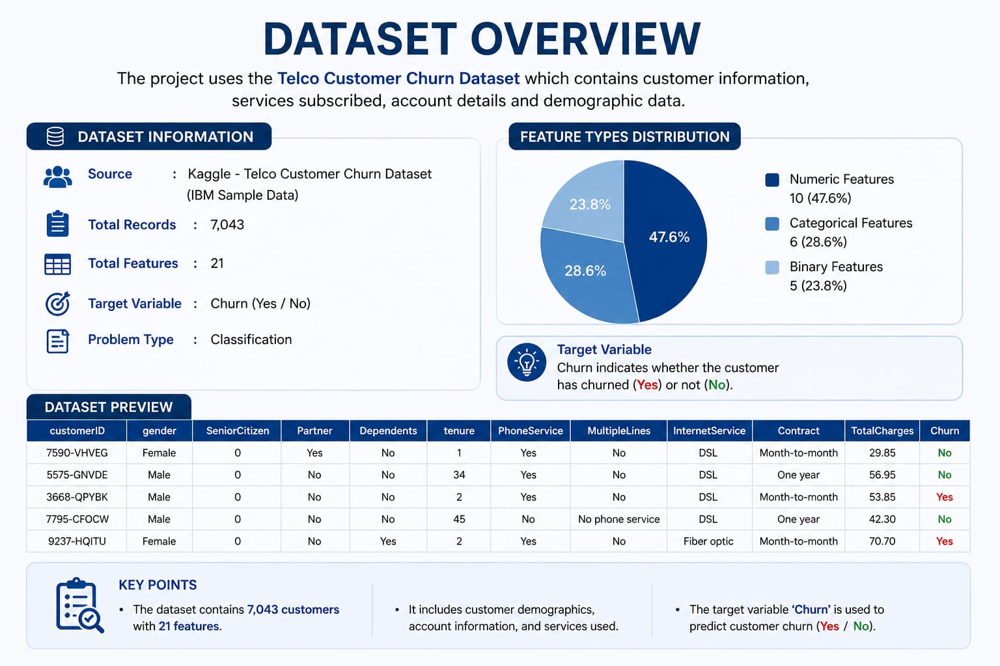 DATASET OVERVIEW
The project uses the Telco Customer Churn Dataset which contains customer information,
services subscribed, account details and demographic data.
DATASET INFORMATION
Source : Kaggle - Telco Customer Churn Dataset
(IBM Sample Data)
Total Records : 7,043
Total Features : 21
Target Variable : Churn (Yes / No)
Problem Type : Classification
FEATURE TYPES DISTRIBUTION
23.8%
47.6%
28.6%
Numeric Features
10 (47.6%)
Categorical Features
6 (28.6%)
Binary Features
5 (23.8%)
Target Variable
Churn indicates whether the customer
has churned (Yes) or not (No).
DATASET PREVIEW
customerID gender SeniorCitizen Partner Dependents tenure PhoneService MultipleLines InternetService Contract TotalCharges Churn
7590-VHVEG Female 0 Yes No 1 Yes No DSL Month-to-month 29.85 No
5575-GNVDE Male 0 No No 34 Yes No DSL One year 56.95 No
3668-QPYBK Male 0 No No 2 Yes No DSL Month-to-month 53.85 Yes
7795-CFOCW Male 0 No No 45 No No phone service DSL One year 42.30 No
9237-HQITU Female 0 No Yes 2 Yes No Fiber optic Month-to-month 70.70 Yes
KEY POINTS
• The dataset contains 7,043 customers
with 21 features.
• It includes customer demographics,
account information, and services used.
• The target variable ‘Churn’ is used to
predict customer churn (Yes / No).